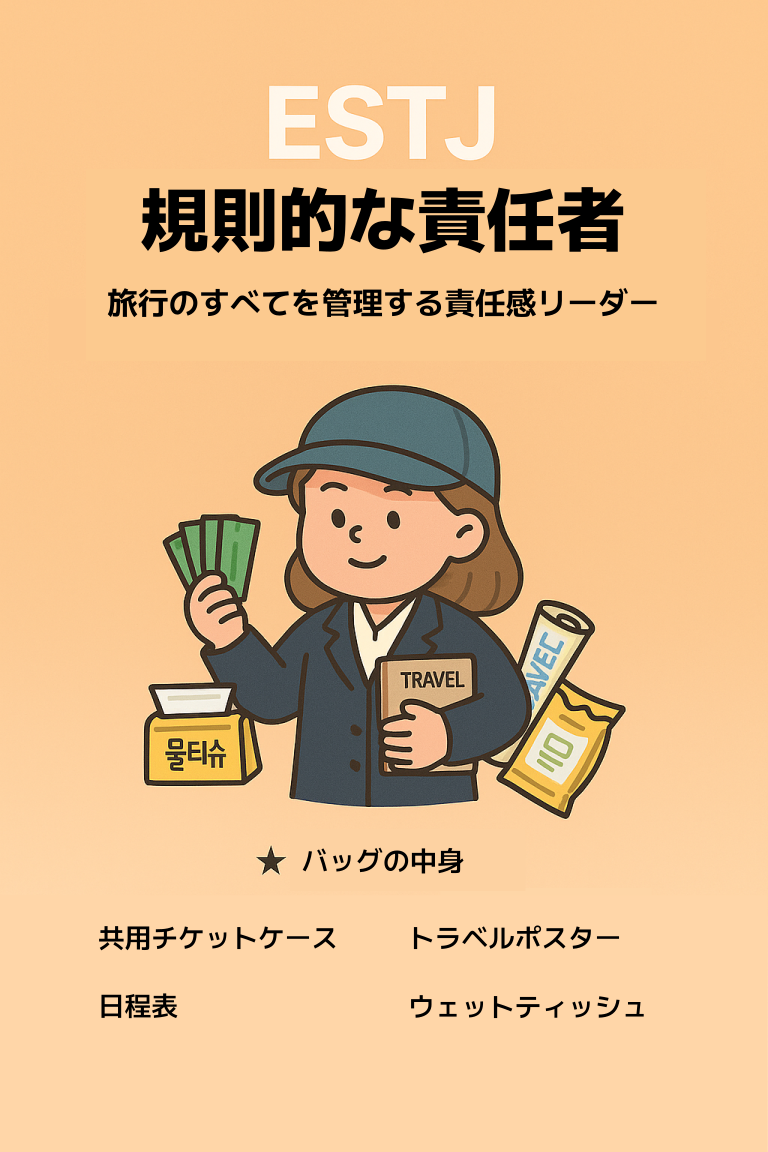 ESTJ
規則的な責任者
旅行のすべてを管理する責任感リーダー
TRAVEL
AVEC
물티슈
★ バッグの中身
共用チケットケース
トラベルポスター
日程表
ウェットティッシュ